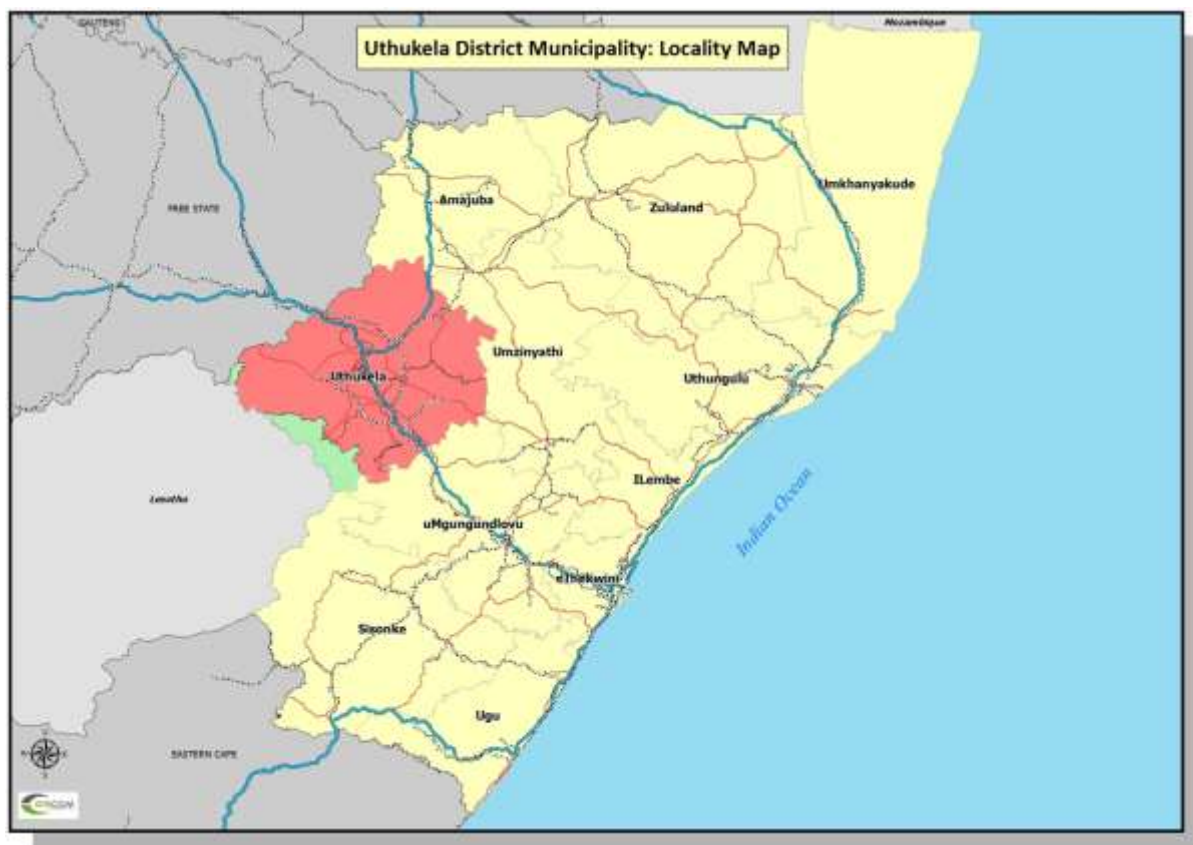 GAUTENG
Mozambique
Uthukela District Municipality: Locality Map
Umkhanyakude
Amajuba
Zululand
FREE STATE
Umzinyathi
Uthukela
Uthungulu
ILembe
Lesotho
Indian Ocean
uMgungundlovu
eThekwini
Sisonke
Ugu
EASTERN CAPE